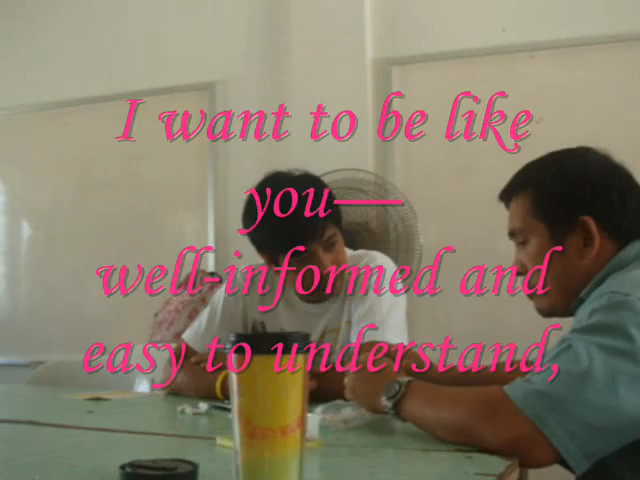 I want to be like
you—
well-informed and
easy to understand,